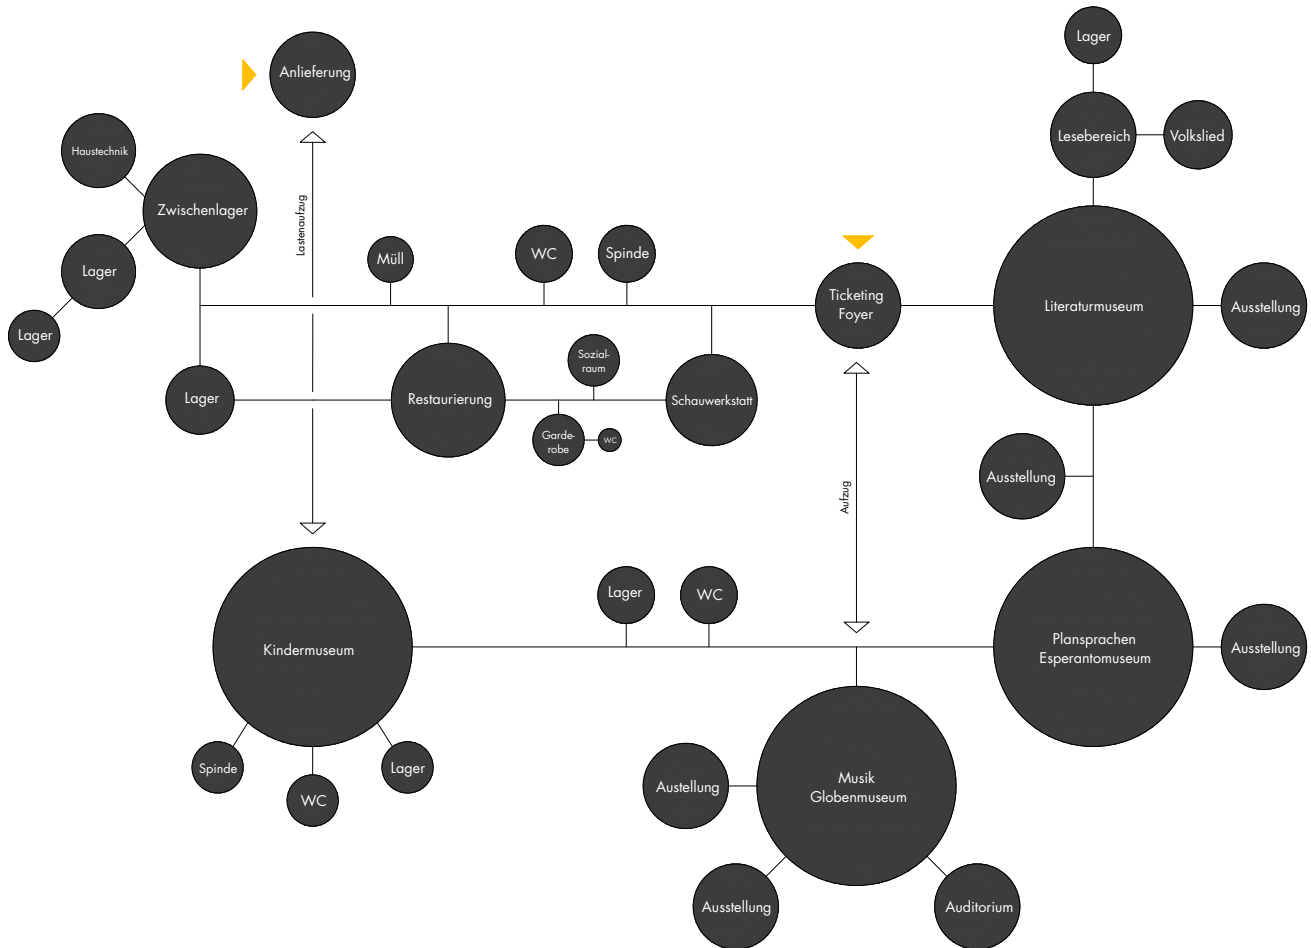 Lager
Anlieferung
Lesebereich
Volkslied
Haustechnik
Zwischenlager
Lastenaufzug
Müll
WC
Spinde
Lager
Lager
Ticketing
Foyer
Literaturmuseum
Ausstellung
Sozial-
raum
Lager
Restaurierung
Schauwerkstatt
Garde-
robe
WC
Ausstellung
Aufzug
Lager
WC
Kindermuseum
Plansprachen
Esperantomuseum
Ausstellung
Spinde
WC
Lager
Austellung
Musik
Globenmuseum
Ausstellung
Auditorium